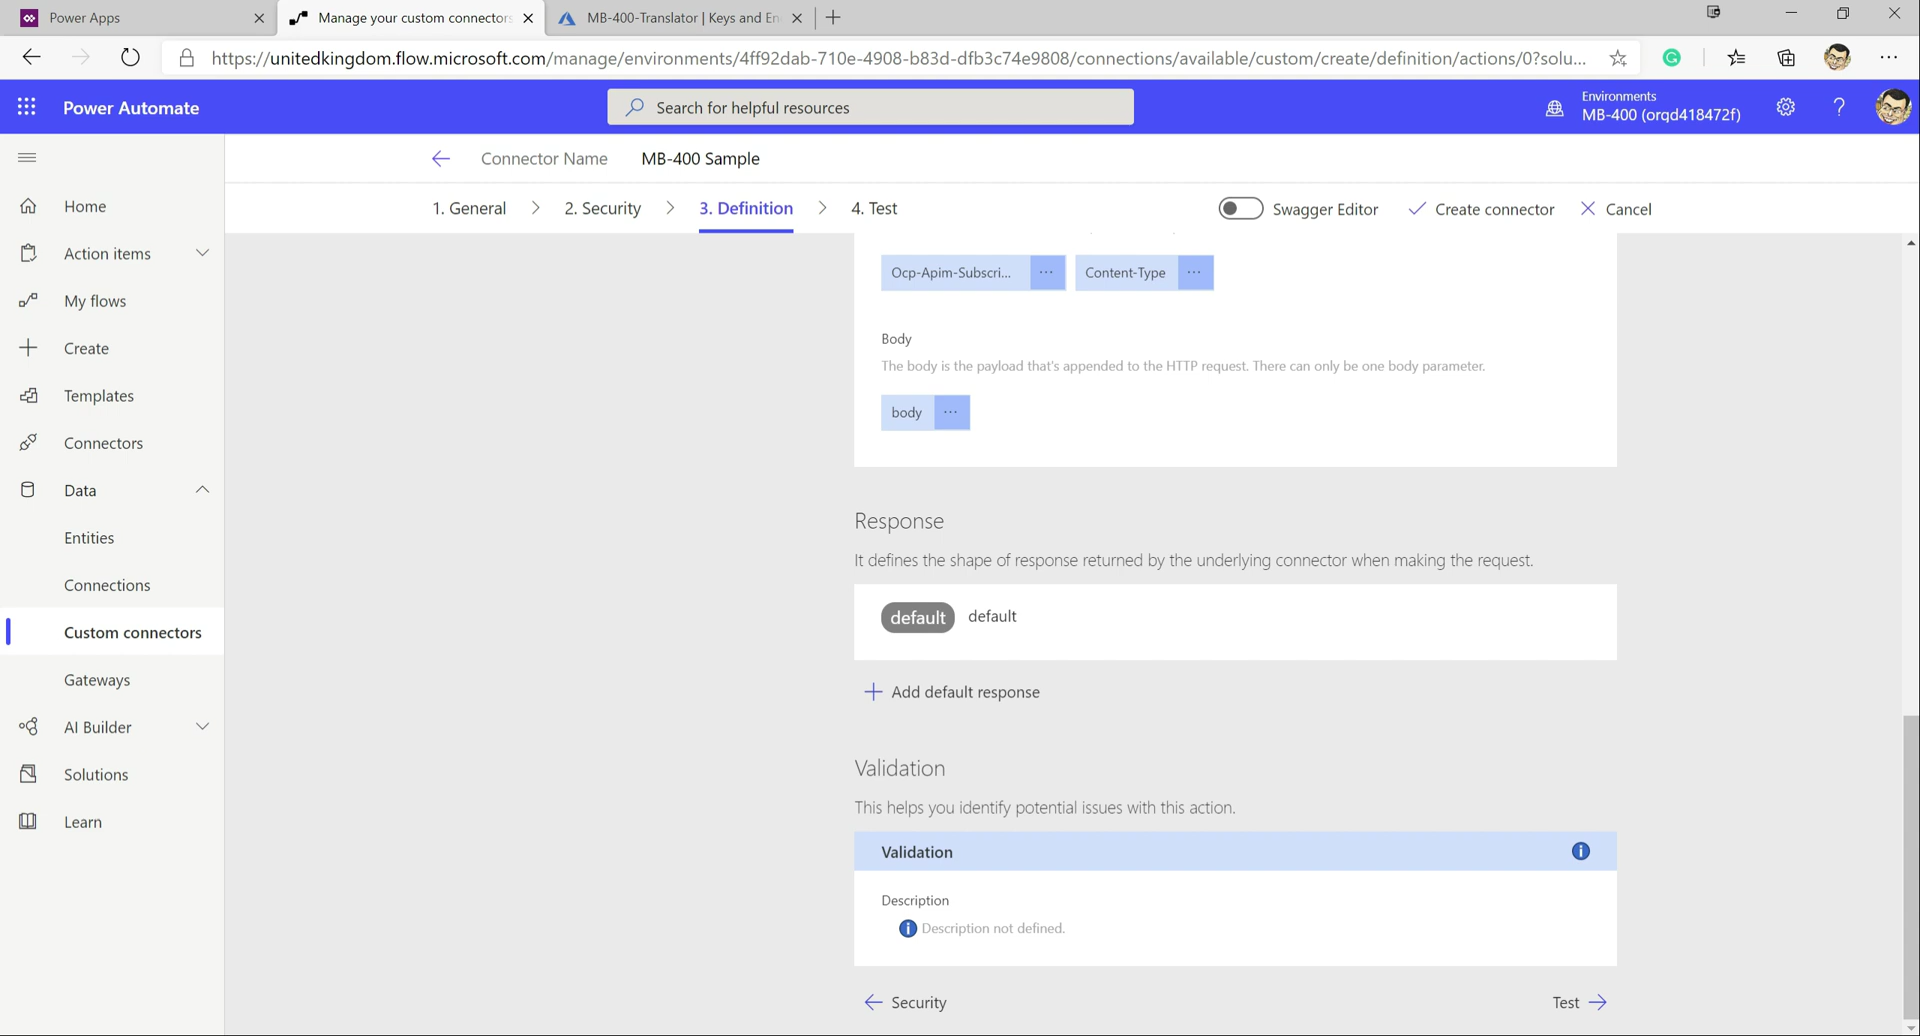 Power Apps
Manage your custom connectors
MB-400-Translator | Keys and En
https://unitedkingdom.flow.microsoft.com/manage/environments/4ff92dab-710e-4908-b83d-dfb3c74e9808/connections/available/custom/create/definition/actions/0?solu...
Power Automate
Search for helpful resources
Environments
MB-400 (orqd418472f)
Connector Name
MB-400 Sample
1. General
2. Security
3. Definition
4. Test
Swagger Editor
Create connector
Cancel
Home
Action items
My flows
Create
Templates
Connectors
Data
Entities
Connections
Custom connectors
Gateways
AI Builder
Solutions
Learn
Ocp-Apim-Subscri...
Content-Type
Body
The body is the payload that's appended to the HTTP request. There can only be one body parameter.
body
Response
It defines the shape of response returned by the underlying connector when making the request.
default default
Add default response
Validation
This helps you identify potential issues with this action.
Validation
Description
Description not defined.
Security
Test